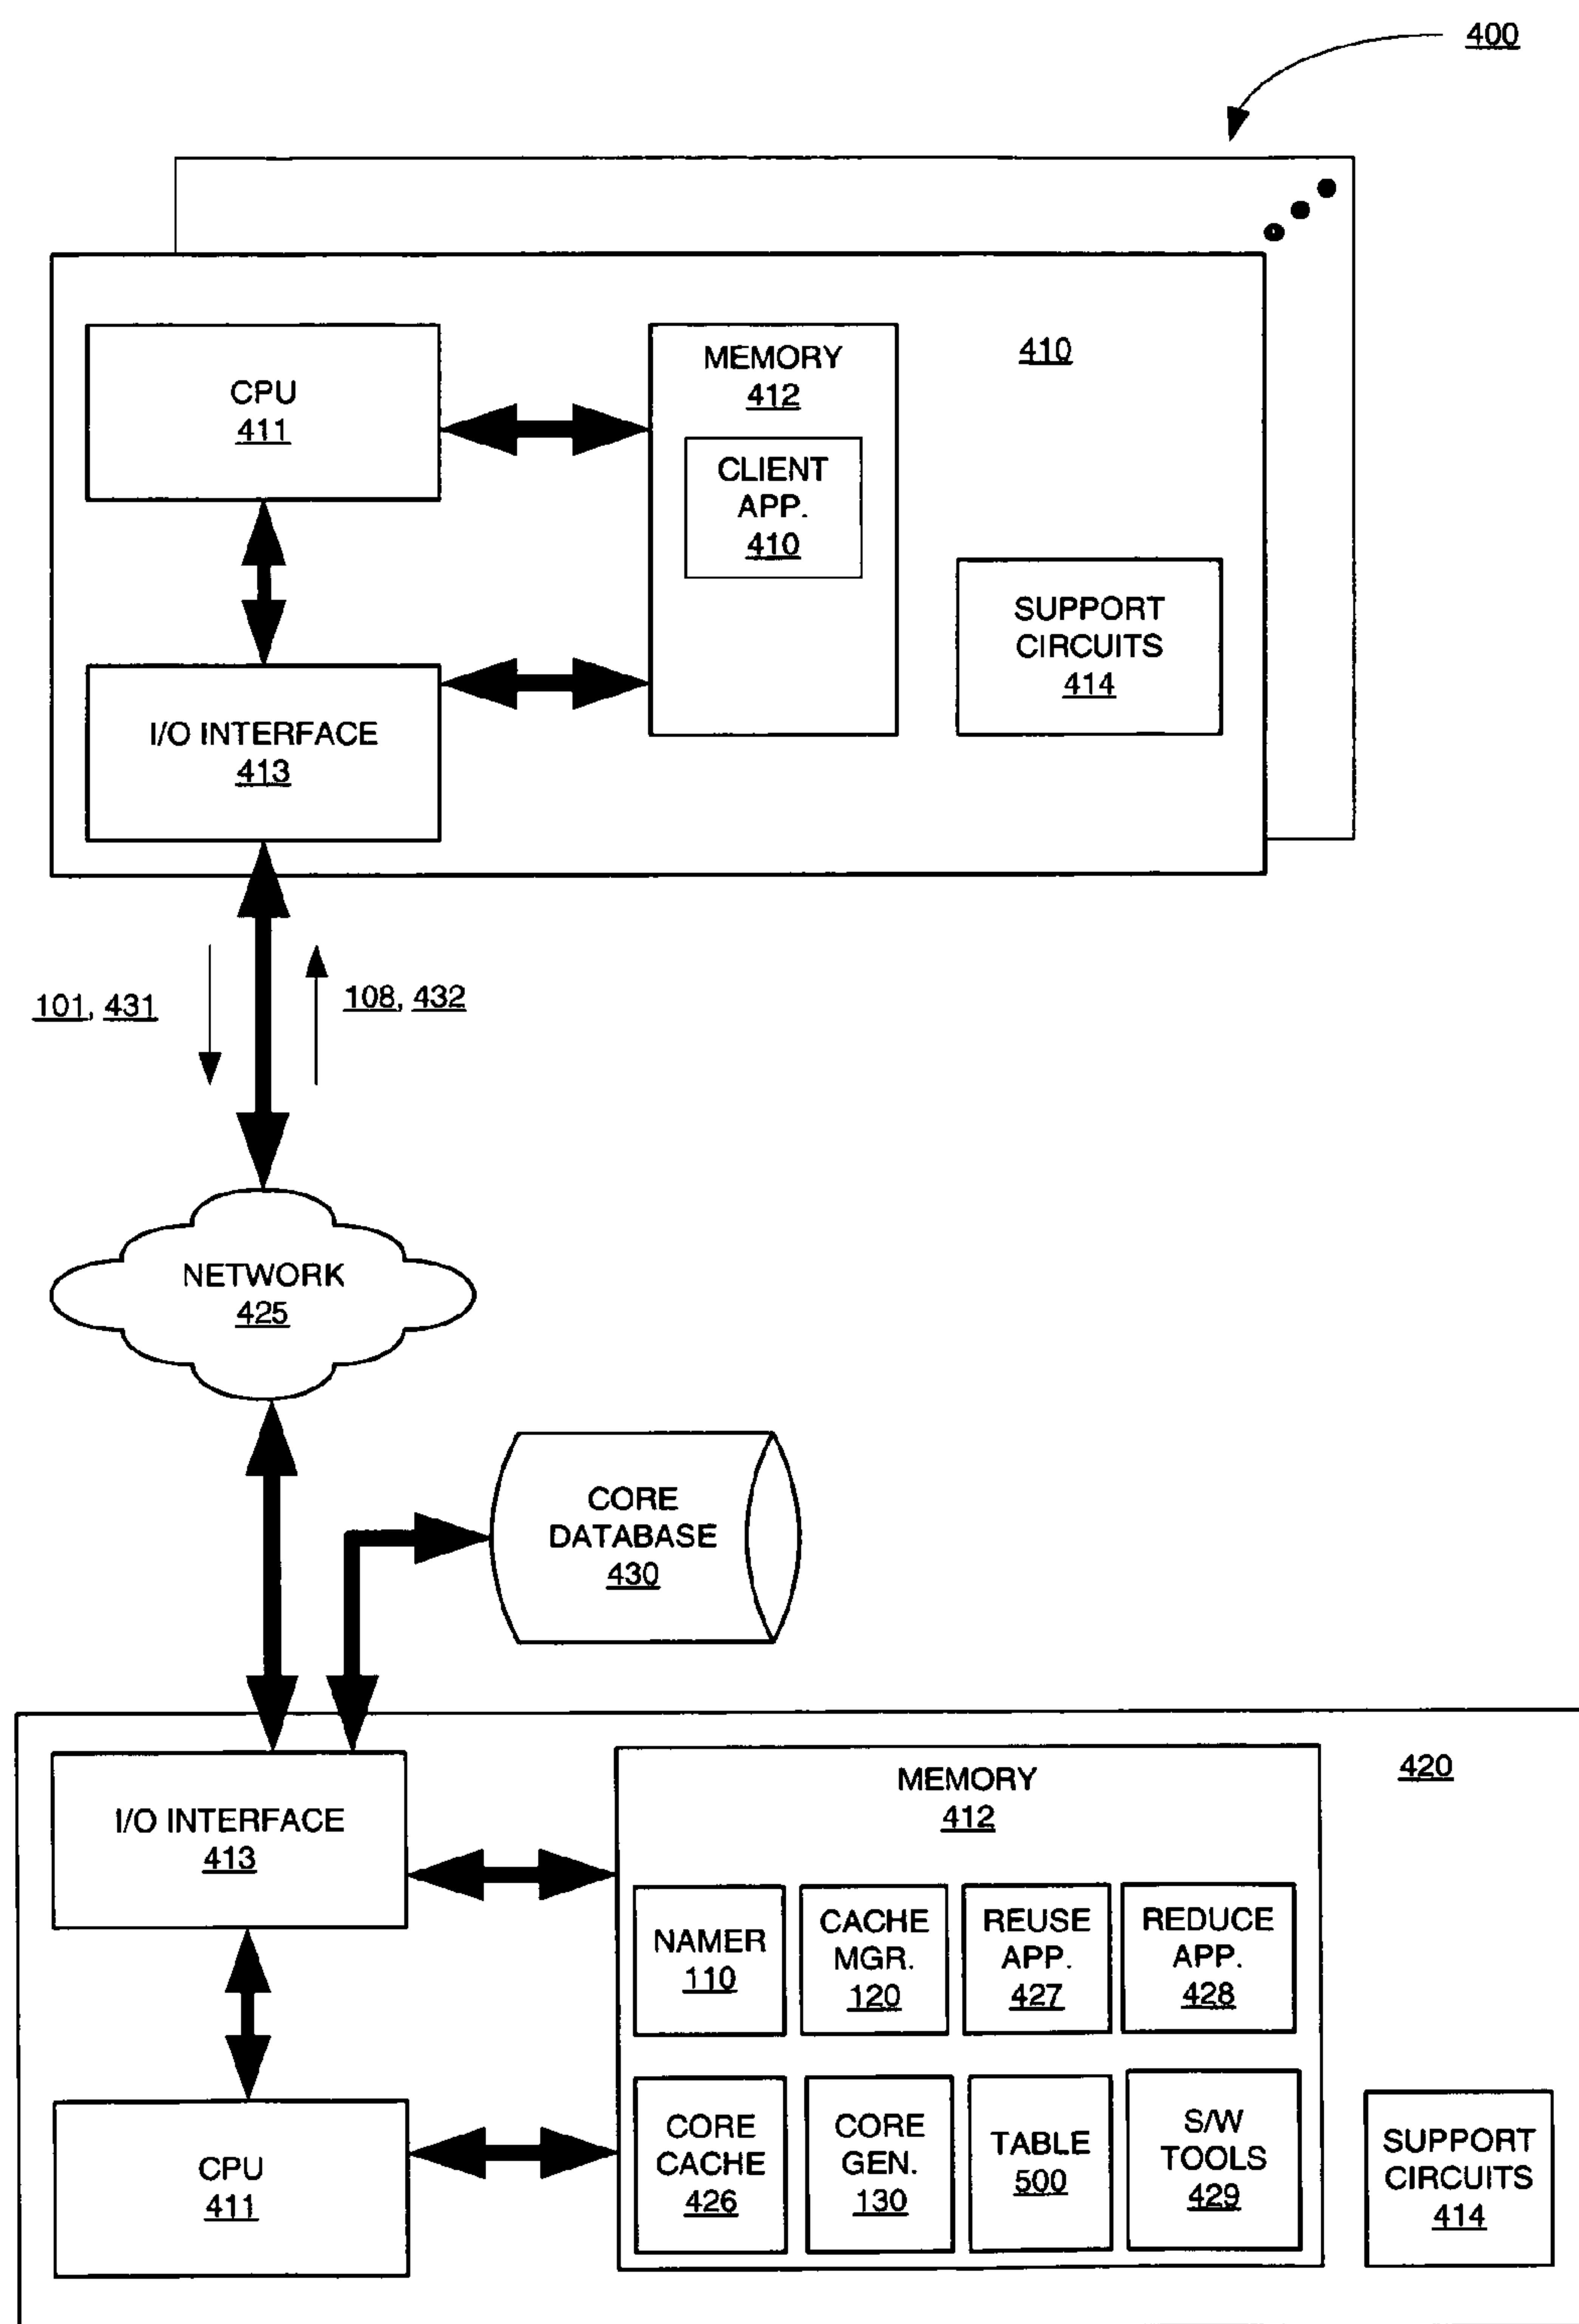 400
410
CPU
411
MEMORY
412
CLIENT
APP.
410
SUPPORT
CIRCUITS
414
I/O INTERFACE
413
101, 431
108, 432
NETWORK
425
CORE
DATABASE
430
420
I/O INTERFACE
413
MEMORY
412
NAMER
110
CACHE
MGR.
120
REUSE
APP.
427
REDUCE
APP.
428
CORE
CACHE
426
CORE
GEN.
130
TABLE
500
S/W
TOOLS
429
CPU
411
SUPPORT
CIRCUITS
414